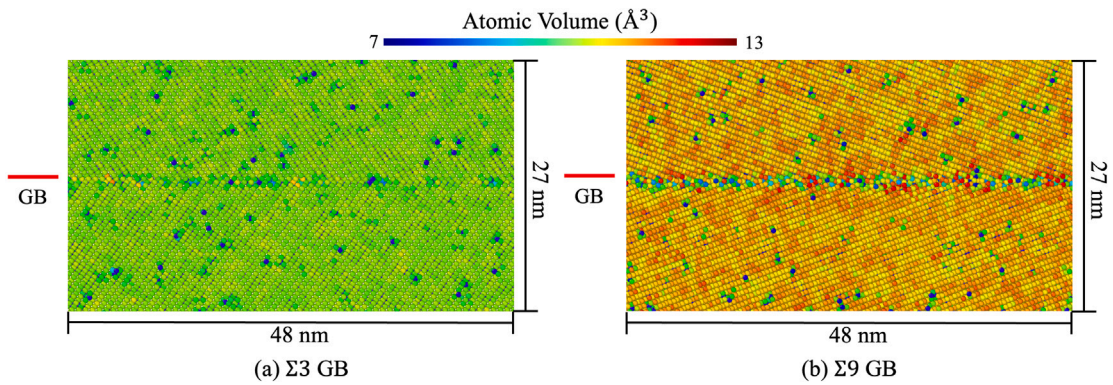 Atomic Volume (Å³)
7
13
GB
27 nm
48 nm
(a) Σ3 GB
GB
27 nm
48 nm
(b) Σ9 GB